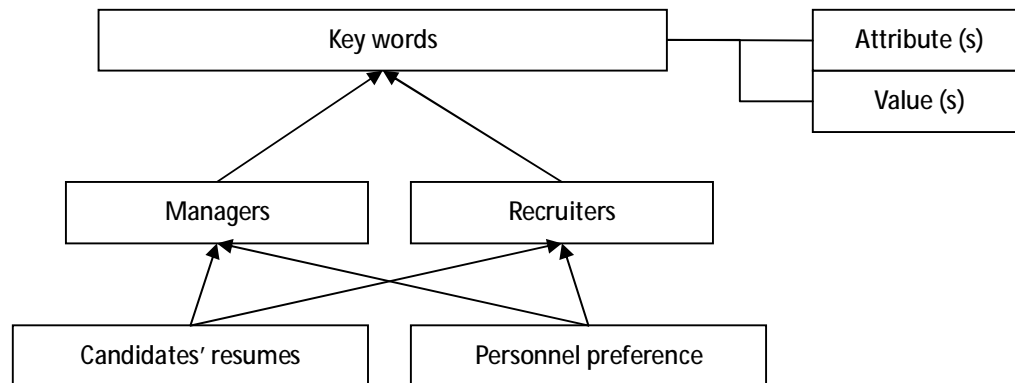 Key words
Attribute (s)
Value (s)
Managers
Recruiters
Candidates’ resumes
Personnel preference